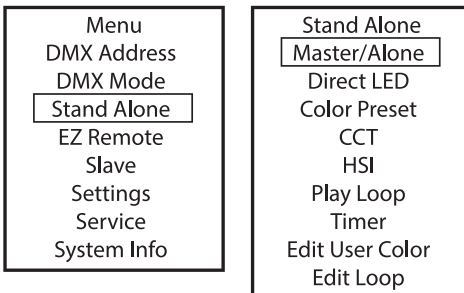 Menu
DMX Address
DMX Mode
Stand Alone
EZ Remote
Slave
Settings
Service
System Info
Stand Alone
Master/Alone
Direct LED
Color Preset
CCT
HSI
Play Loop
Timer
Edit User Color
Edit Loop